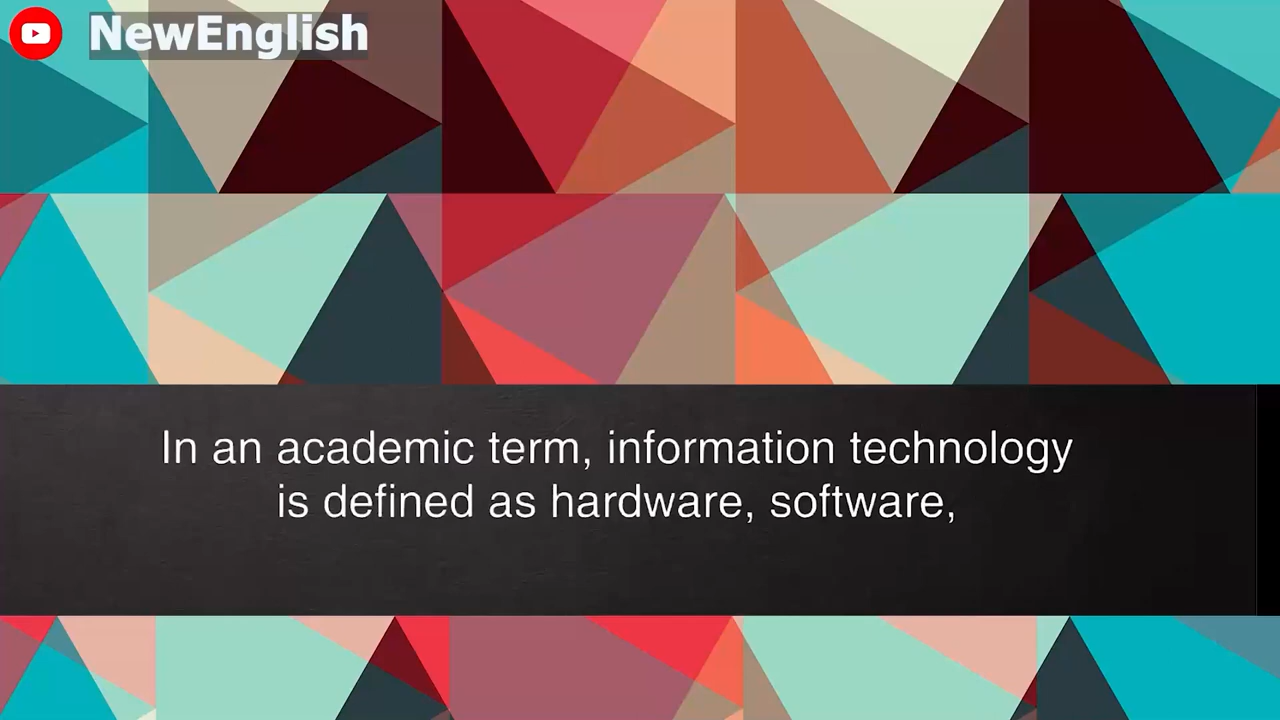 NewEnglish
In an academic term, information technology
is defined as hardware, software,